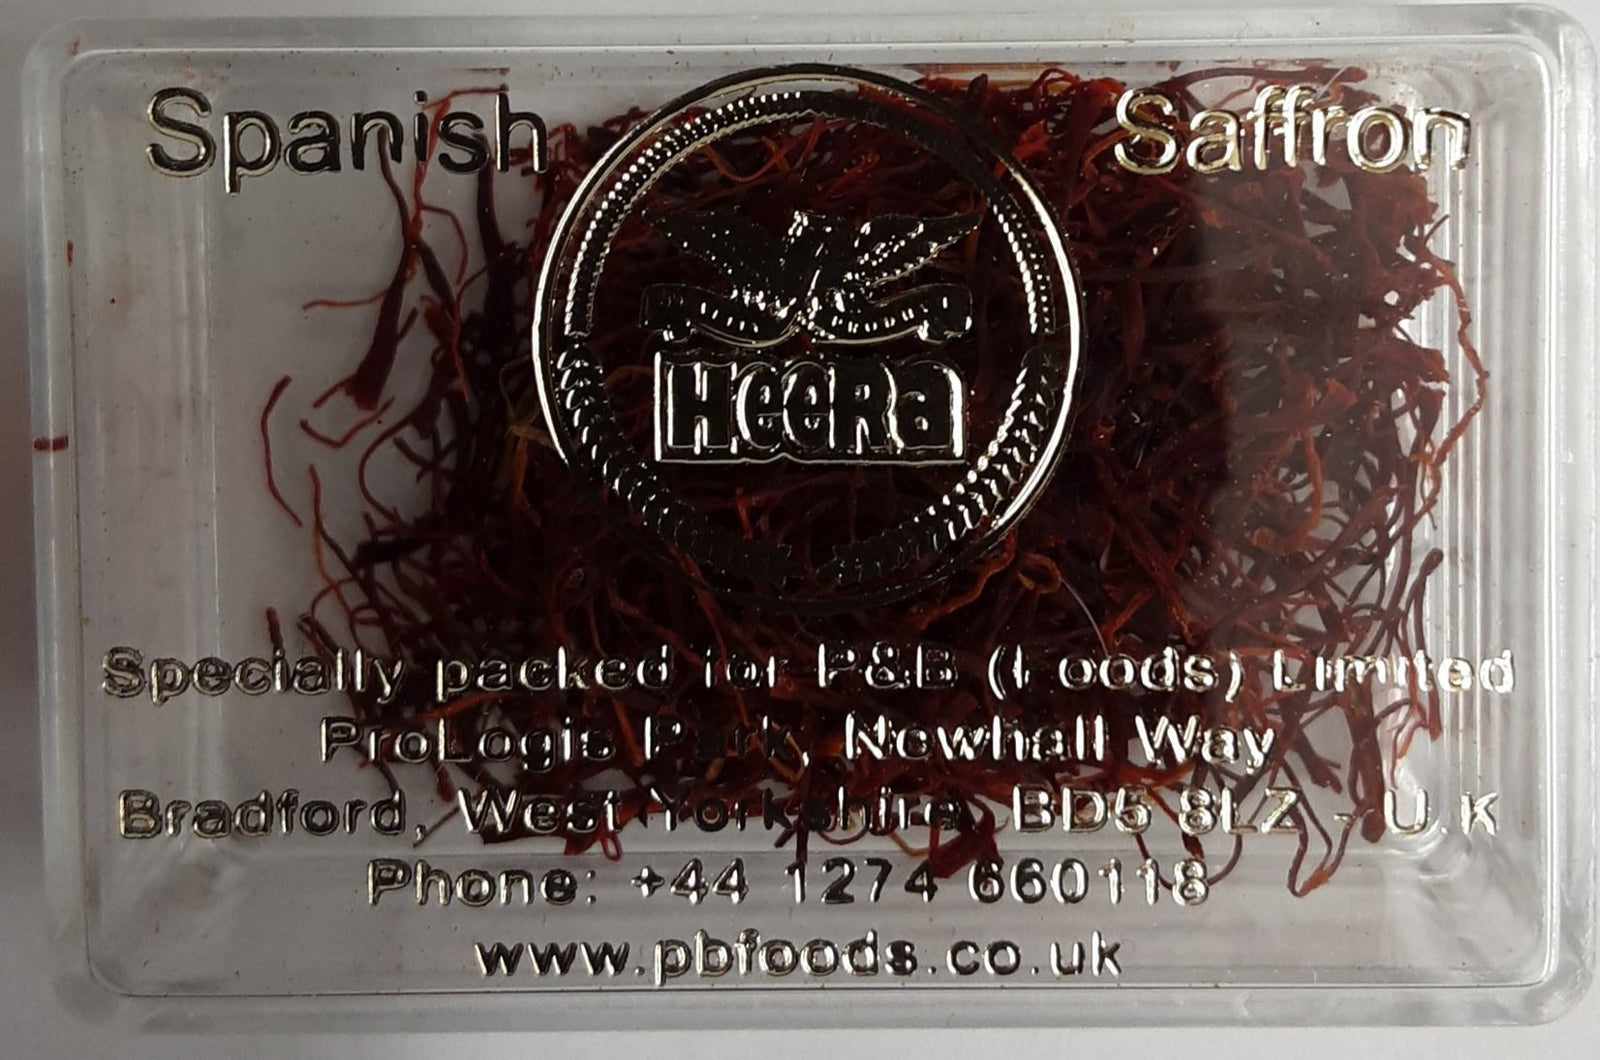 Spanish Saffron
HeeRa
Specially packed for P&B (Foods) Limited
ProLogis Park, Newhall Way
Bradford, West Yorkshire, BD5 8LZ - U.K
Phone: +44 1274 660118
www.pbfoods.co.uk